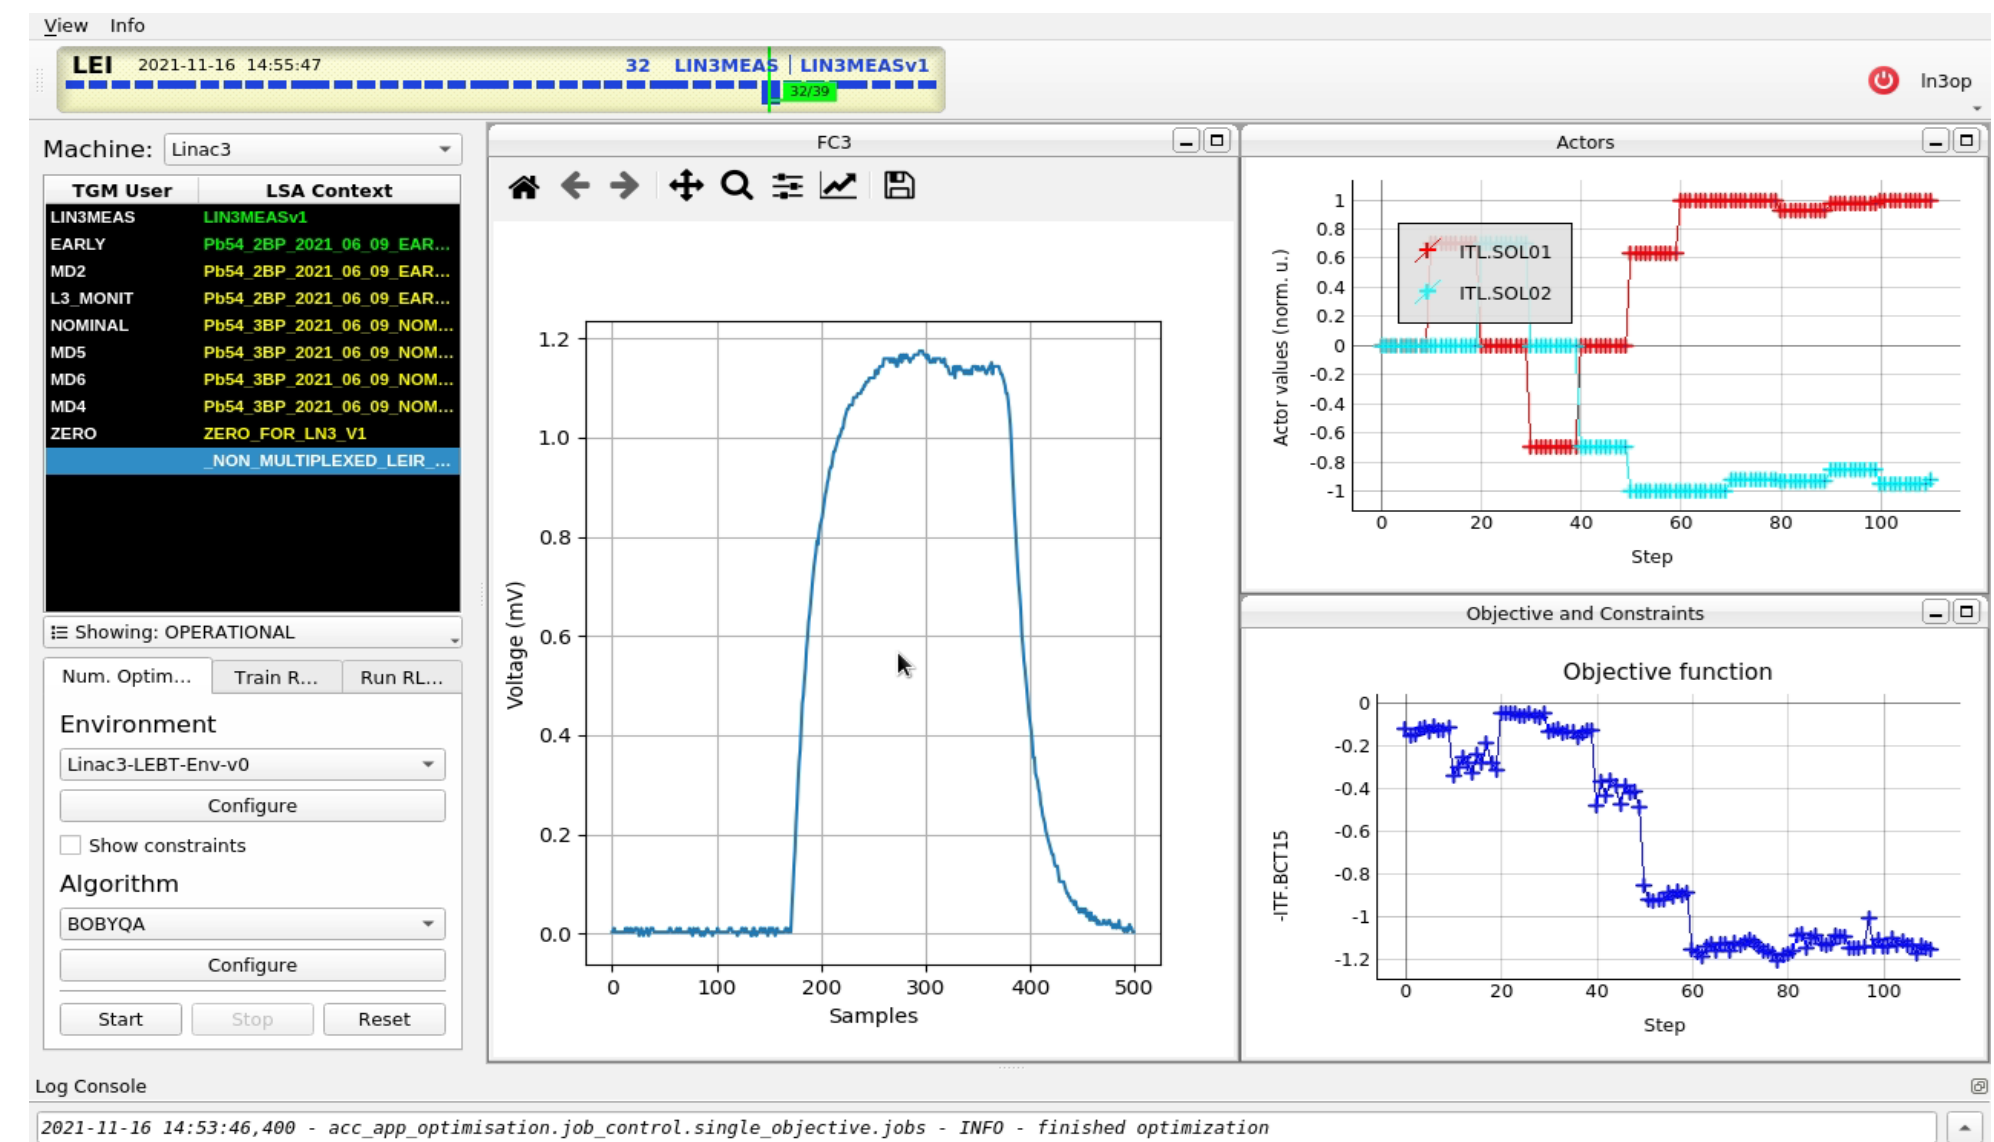 View Info
LEI 2021-11-16 14:55:47 32 LIN3MEAS | LIN3MEASv1
32/39
ln3op
Machine: Linac3
TGM User LSA Context
LIN3MEAS LIN3MEASv1
EARLY Pb54_2BP_2021_06_09_EAR...
MD2 Pb54_2BP_2021_06_09_EAR...
L3_MONIT Pb54_2BP_2021_06_09_EAR...
NOMINAL Pb54_3BP_2021_06_09_NOM...
MD5 Pb54_3BP_2021_06_09_NOM...
MD6 Pb54_3BP_2021_06_09_NOM...
MD4 Pb54_3BP_2021_06_09_NOM...
ZERO ZERO_FOR_LN3_V1
_NON_MULTIPLEXED_LEIR_...
Showing: OPERATIONAL
Num. Optim... Train R... Run RL...
Environment
Linac3-LEBT-Env-v0
Configure
Show constraints
Algorithm
BOBYQA
Configure
Start Stop Reset
FC3
Voltage (mV)
1.2
1.0
0.8
0.6
0.4
0.2
0.0
0 100 200 300 400 500
Samples
Actors
Actor values (norm. u.)
1
0.8
0.6
0.4
0.2
0
-0.2
-0.4
-0.6
-0.8
-1
ITL.SOL01
ITL.SOL02
0 20 40 60 80 100
Step
Objective and Constraints
Objective function
-ITF.BCT15
0
-0.2
-0.4
-0.6
-0.8
-1
-1.2
0 20 40 60 80 100
Step
Log Console
2021-11-16 14:53:46,400 - acc_app_optimisation.job_control.single_objective.jobs - INFO - finished optimization